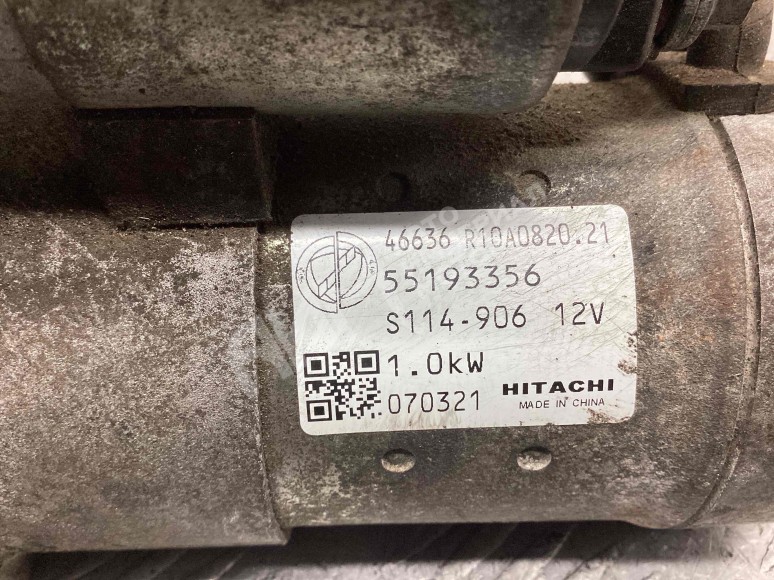 46636 R10A0820.21
55193356
S114-906 12V
1.0kW
070321
HITACHI
MADE IN CHINA